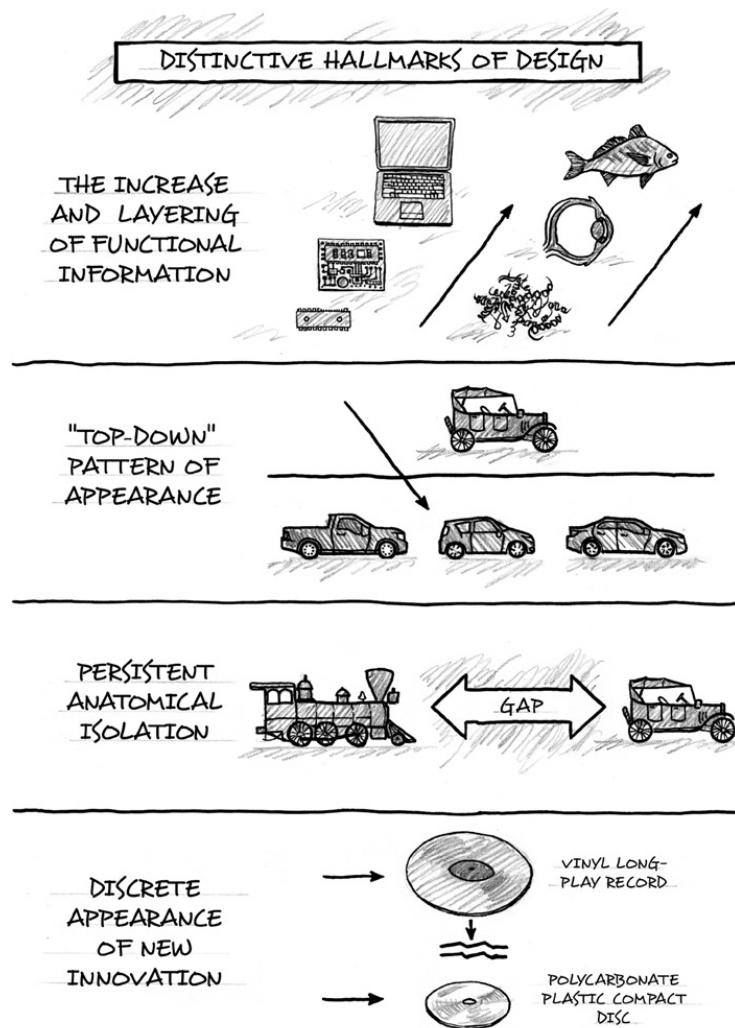 DISTINCTIVE HALLMARKS OF DESIGN
THE INCREASE
AND LAYERING
OF FUNCTIONAL
INFORMATION
"TOP-DOWN"
PATTERN OF
APPEARANCE
PERSISTENT
ANATOMICAL
ISOLATION
GAP
DISCRETE
APPEARANCE
OF NEW
INNOVATION
VINYL LONG-
PLAY RECORD
POLYCARBONATE
PLASTIC COMPACT
DISC